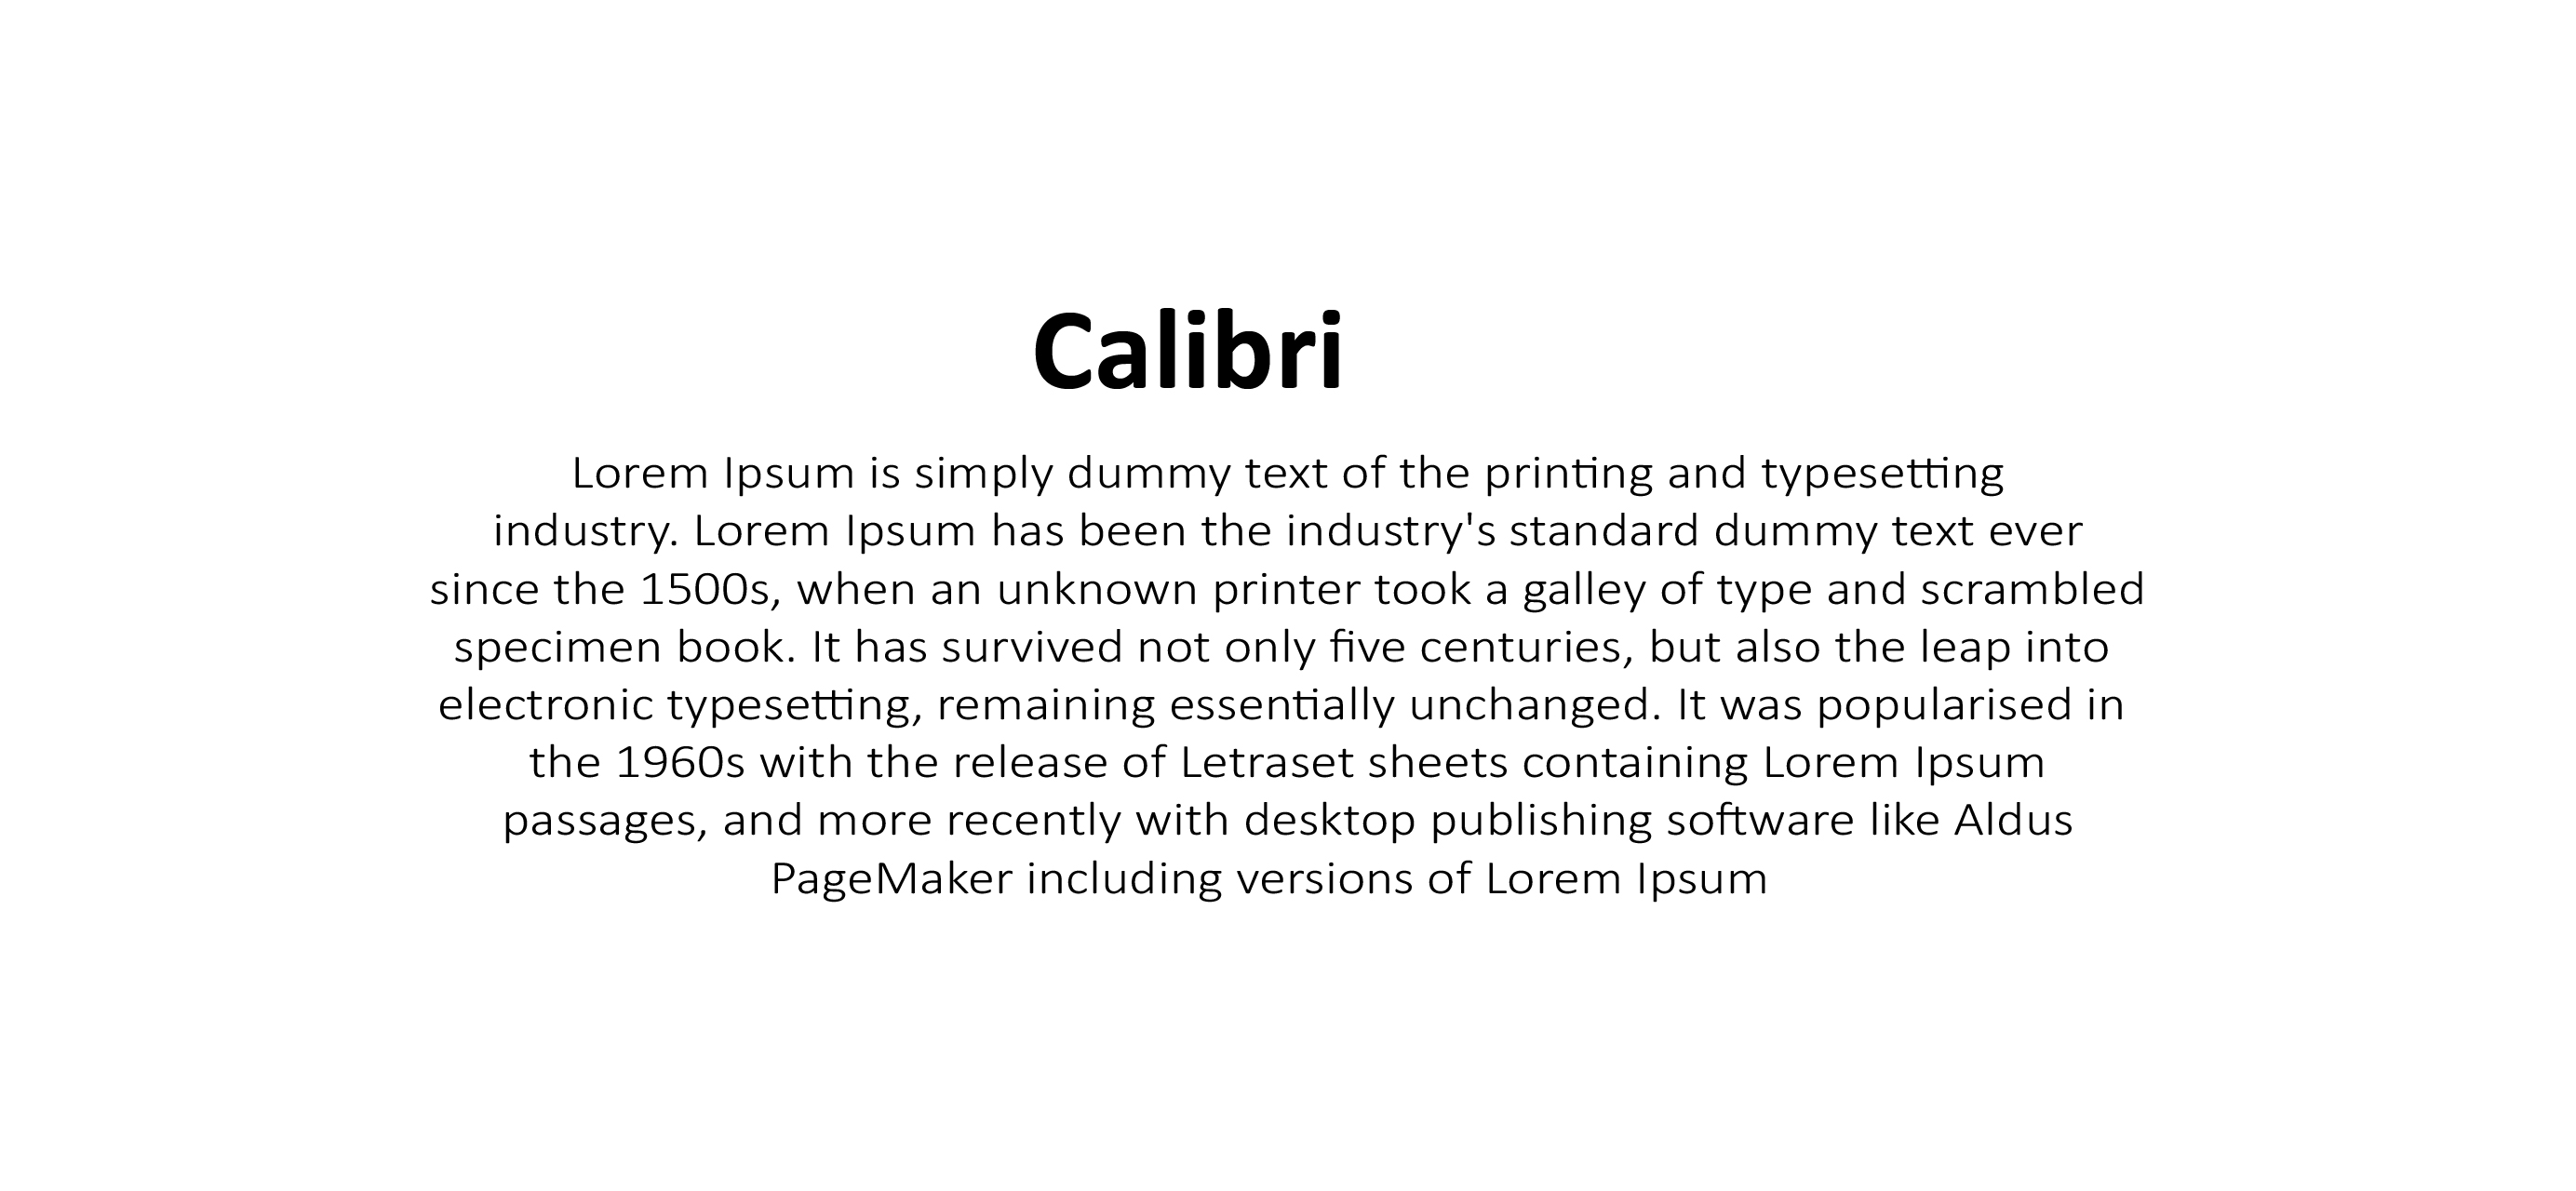 Calibri
Lorem Ipsum is simply dummy text of the printing and typesetting
industry. Lorem Ipsum has been the industry's standard dummy text ever
since the 1500s, when an unknown printer took a galley of type and scrambled
specimen book. It has survived not only five centuries, but also the leap into
electronic typesetting, remaining essentially unchanged. It was popularised in
the 1960s with the release of Letraset sheets containing Lorem Ipsum
passages, and more recently with desktop publishing software like Aldus
PageMaker including versions of Lorem Ipsum